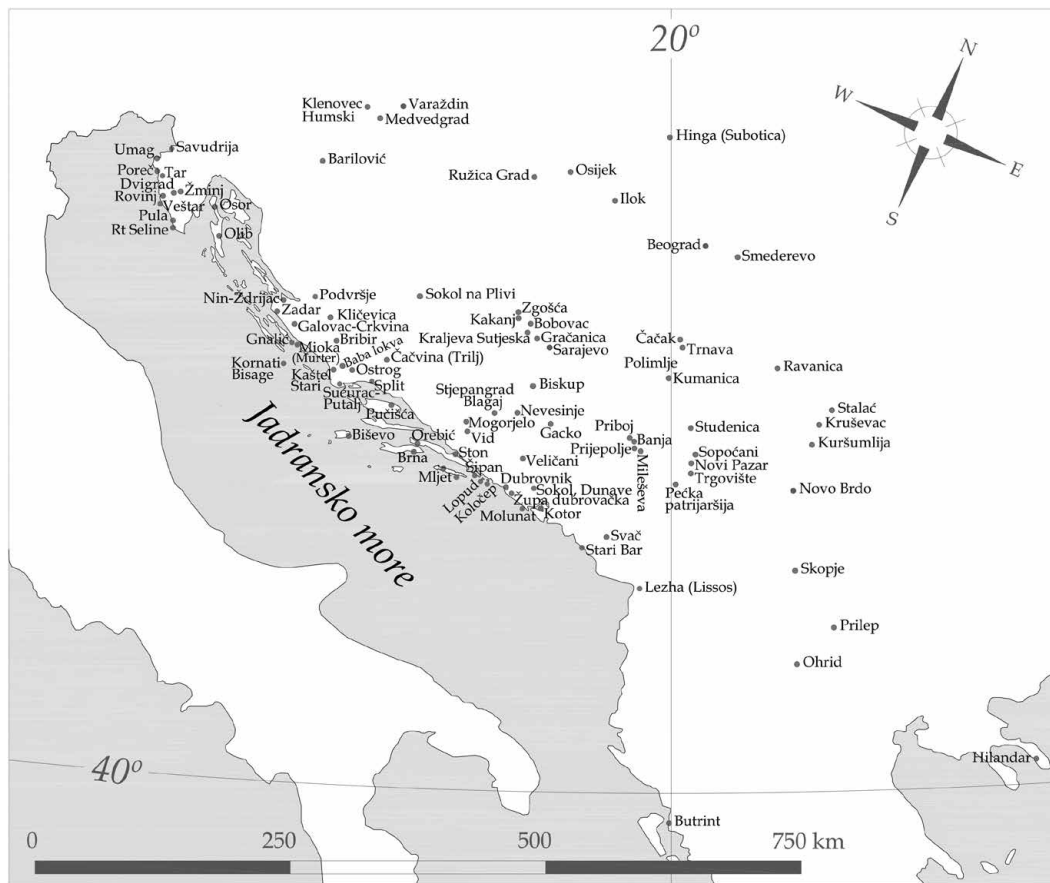 20º
N
W
E
S
Klenovec
Humski
Varaždin
Medvedgrad
Hinga (Subotica)
Umag
Savudrija
Barilović
Poreč
Tar
Dvigrad
Žminj
Rovinj
Veštar
Osor
Pula
Rt Seline
Olib
Ružica Grad
Osijek
Ilok
Beograd
Smederevo
Nin-Ždrijac
Podvršje
Sokol na Plivi
Zadar
Kličevica
Zgošća
Kakanj
Bobovac
Galovac-Crkvina
Kraljeva Sutjeska
Gračanica
Gnalić
Mioka
(Murter)
Bribir
Baba lokva
Čačvina (Trilj)
Sarajevo
Čačak
Trnava
Kornati
Bisage
Kaštel
Stari
Ostrog
Split
Sućurac-
Putalj
Polimlje
Kumanica
Ravanica
Biskup
Stjepangrad
Blagaj
Pučišća
Nevesinje
Stalać
Mogorjelo
Gacko
Kruševac
Biševo
Orebić
Vid
Priboj
Banja
Studenica
Kuršumlija
Prijepolje
Mileševa
Brna
Ston
Veličani
Sopoćani
Novi Pazar
Trgovište
Mljet
Šipan
Lopud
Koločep
Dubrovnik
Sokol, Dunave
Pećka
patrijaršija
Novo Brdo
Župa dubrovačka
Molunat
Kotor
Jadransko more
Svač
Stari Bar
Skopje
Lezha (Lissos)
Prilep
Ohrid
Hilandar
40º
Butrint
0
250
500
750 km